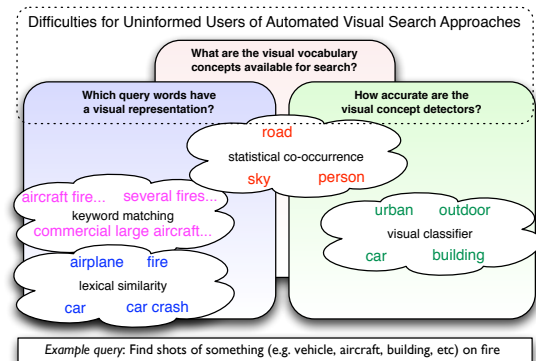 Difficulties for Uninformed Users of Automated Visual Search Approaches
What are the visual vocabulary
concepts available for search?
Which query words have
a visual representation?
How accurate are the
visual concept detectors?
road
statistical co-occurrence
sky person
aircraft fire... several fires...
keyword matching
commercial large aircraft...
urban outdoor
visual classifier
car building
airplane fire
lexical similarity
car car crash
Example query: Find shots of something (e.g. vehicle, aircraft, building, etc) on fire